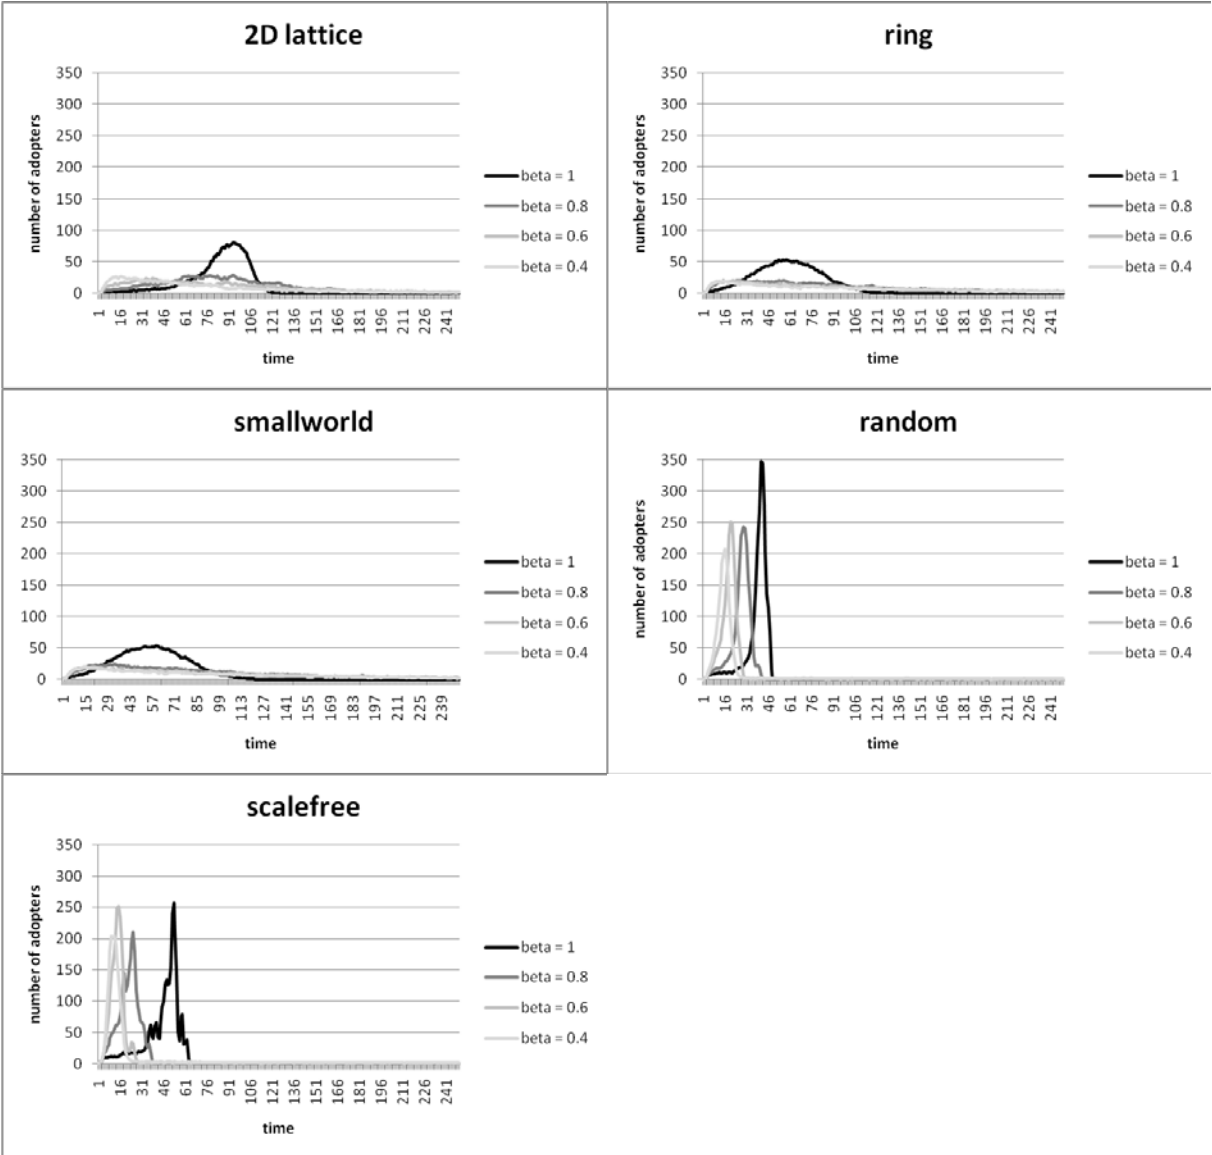 2D lattice
350
300
250
200
150
100
50
0
number of adopters
1 16 31 46 61 76 91 106 121 136 151 166 181 196 211 226 241
time
beta = 1
beta = 0.8
beta = 0.6
beta = 0.4
ring
350
300
250
200
150
100
50
0
number of adopters
1 16 31 46 61 76 91 106 121 136 151 166 181 196 211 226 241
time
beta = 1
beta = 0.8
beta = 0.6
beta = 0.4
smallworld
350
300
250
200
150
100
50
0
number of adopters
1 15 29 43 57 71 85 99 113 127 141 155 169 183 197 211 225 239
time
beta = 1
beta = 0.8
beta = 0.6
beta = 0.4
random
350
300
250
200
150
100
50
0
number of adopters
1 16 31 46 61 76 91 106 121 136 151 166 181 196 211 226 241
time
beta = 1
beta = 0.8
beta = 0.6
beta = 0.4
scalefree
350
300
250
200
150
100
50
0
number of adopters
1 16 31 46 61 76 91 106 121 136 151 166 181 196 211 226 241
time
beta = 1
beta = 0.8
beta = 0.6
beta = 0.4